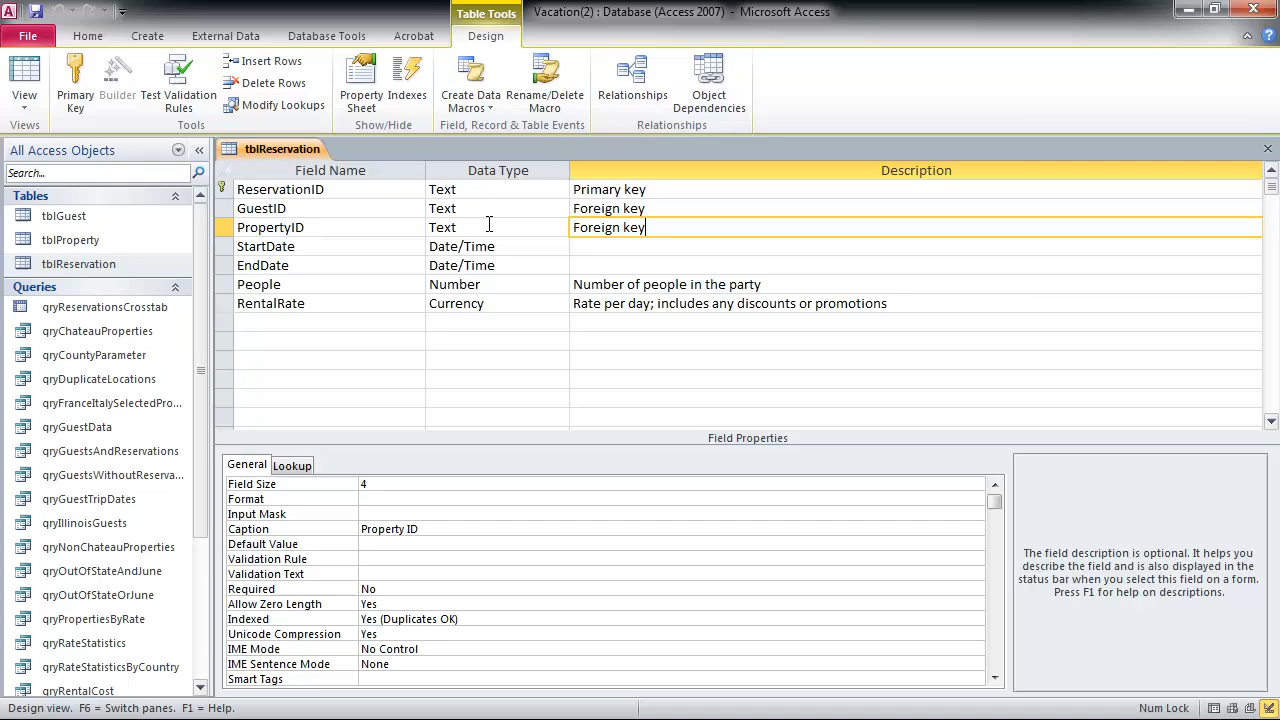 Table Tools
Vacation(2) : Database (Access 2007) – Microsoft Access
File
Home
Create
External Data
Database Tools
Acrobat
Design
View
Primary Key
Builder
Test Validation Rules
Insert Rows
Delete Rows
Modify Lookups
Property Sheet
Indexes
Create Data Macros
Rename/Delete Macro
Relationships
Object Dependencies
Views
Tools
Show/Hide
Field, Record & Table Events
Relationships
All Access Objects
Search...
Tables
tblGuest
tblProperty
tblReservation
Queries
qryReservationsCrosstab
qryChateauProperties
qryCountyParameter
qryDuplicateLocations
qryFranceItalySelectedPro...
qryGuestData
qryGuestsAndReservations
qryGuestsWithoutReserva...
qryGuestTripDates
qryIllinoisGuests
qryNonChateauProperties
qryOutOfStateAndJune
qryOutOfStateOrJune
qryPropertiesByRate
qryRateStatistics
qryRateStatisticsByCountry
qryRentalCost
tblReservation
Field Name Data Type Description
ReservationID Text Primary key
GuestID Text Foreign key
PropertyID Text Foreign key
StartDate Date/Time
EndDate Date/Time
People Number Number of people in the party
RentalRate Currency Rate per day; includes any discounts or promotions
Field Properties
General
Lookup
Field Size 4
Format
Input Mask
Caption Property ID
Default Value
Validation Rule
Validation Text
Required No
Allow Zero Length Yes
Indexed Yes (Duplicates OK)
Unicode Compression Yes
IME Mode No Control
IME Sentence Mode None
Smart Tags
The field description is optional. It helps you
describe the field and is also displayed in the
status bar when you select this field on a form.
Press F1 for help on descriptions.
Design view. F6 = Switch panes. F1 = Help.
Num Lock